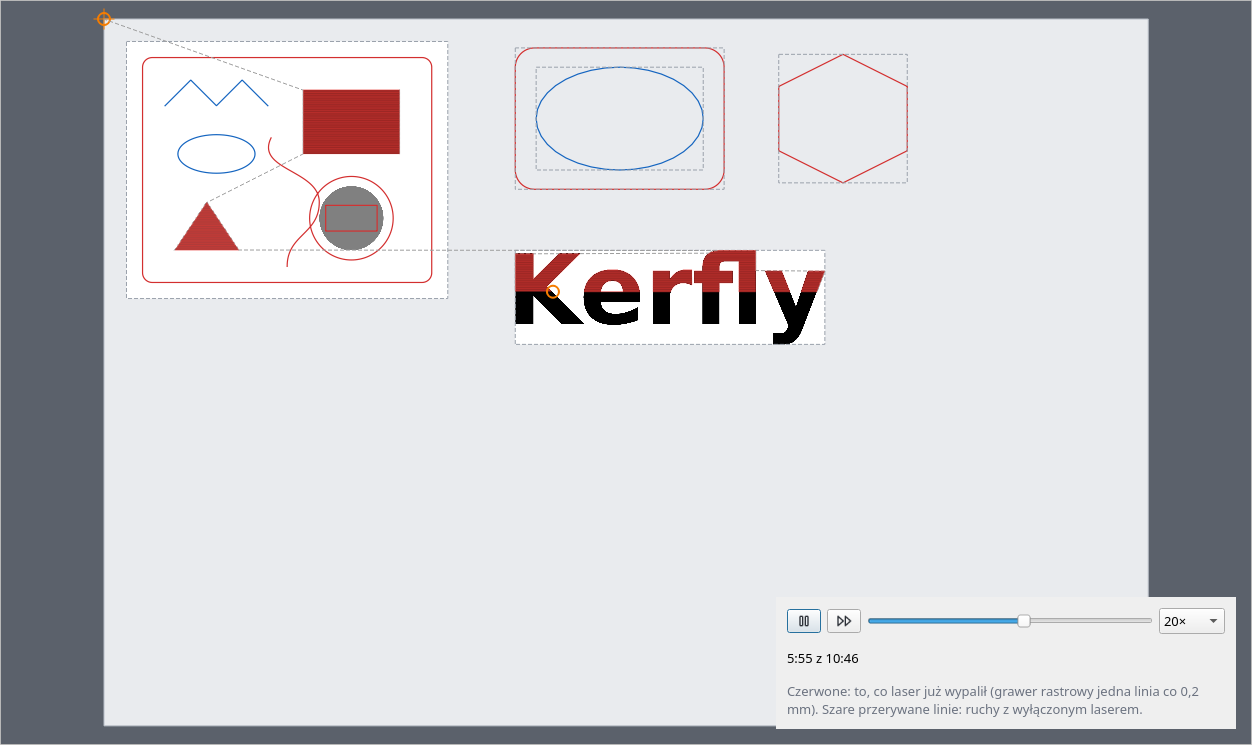 Kerfly
20×
5:55 z 10:46
Czerwone: to, co laser już wypalił (grawer rastrowy jedna linia co 0,2
mm). Szare przerywane linie: ruchy z wyłączonym laserem.